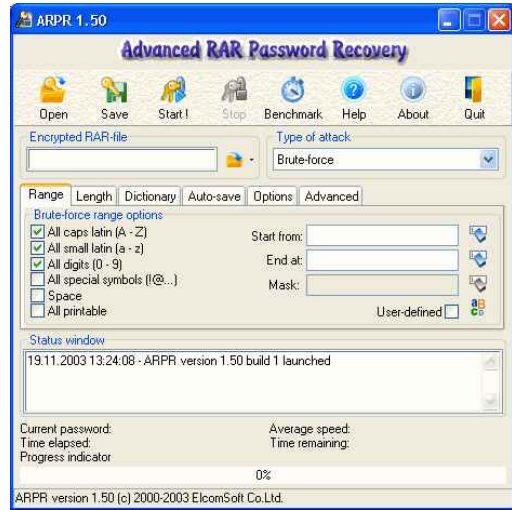 ARPR 1.50
Advanced RAR Password Recovery
Open Save Start! Stop Benchmark Help About Quit
Encrypted RAR-file Type of attack
Brute-force
Range Length Dictionary Auto-save Options Advanced
Brute-force range options
All caps latin (A - Z)
All small latin (a - z)
All digits (0 - 9)
All special symbols (!@...)
Space
All printable
Start from:
End at:
Mask:
User-defined
Status window
19.11.2003 13:24:08 - ARPR version 1.50 build 1 launched
Current password: Average speed:
Time elapsed: Time remaining:
Progress indicator
0%
ARPR version 1.50 (c) 2000-2003 ElcomSoft Co.Ltd.